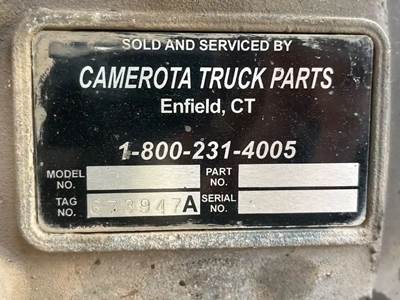 SOLD AND SERVICED BY
CAMEROTA TRUCK PARTS
Enfield, CT
1-800-231-4005
MODEL NO. PART NO.
TAG NO. 673947A SERIAL NO.